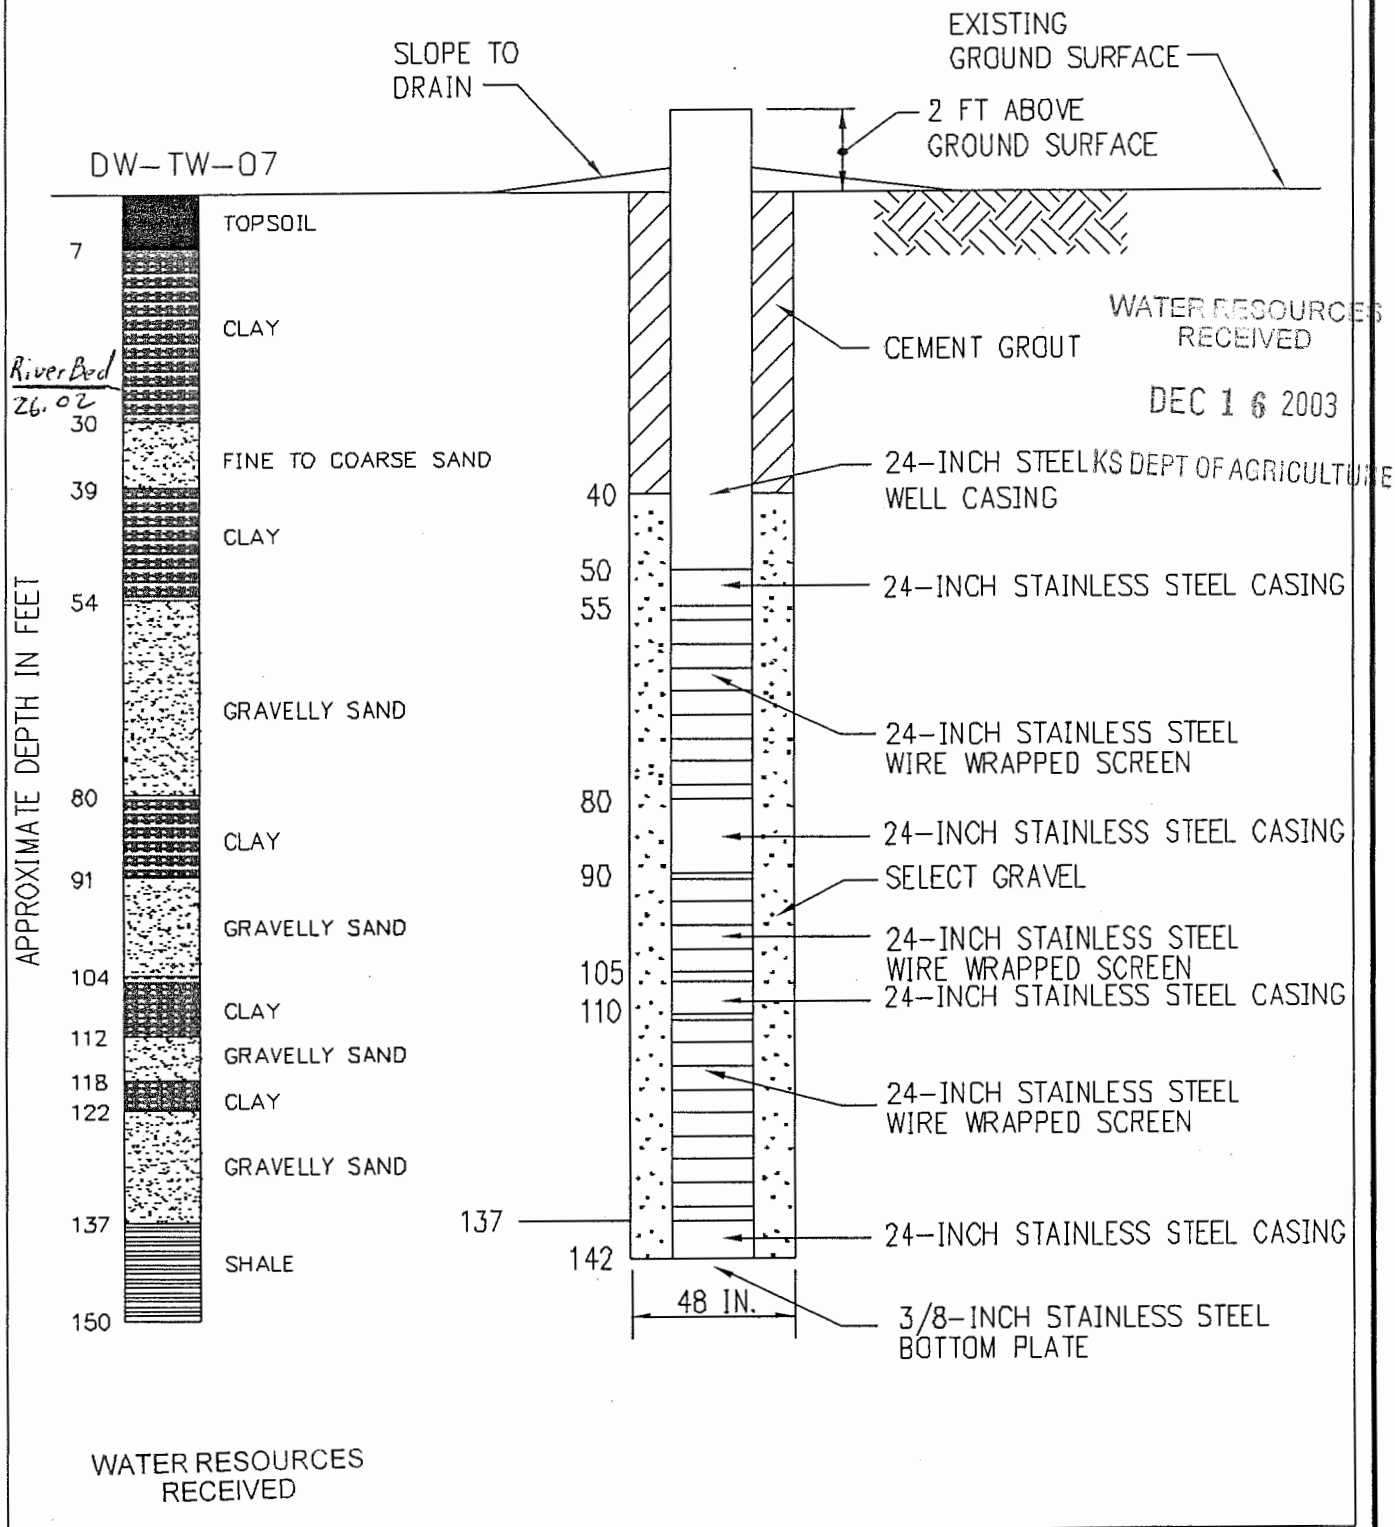 EXISTING
GROUND SURFACE
SLOPE TO
DRAIN
2 FT ABOVE
GROUND SURFACE
DW-TW-07
TOPSOIL
7
CLAY
WATER RESOURCES
RECEIVED
CEMENT GROUT
River Bed
26.02
DEC 16 2003
30
FINE TO COARSE SAND
24-INCH STEEL
WELL CASING
KS DEPT OF AGRICULTURE
39
40
CLAY
50
24-INCH STAINLESS STEEL CASING
54
55
APPROXIMATE DEPTH IN FEET
GRAVELLY SAND
24-INCH STAINLESS STEEL
WIRE WRAPPED SCREEN
80
80
CLAY
24-INCH STAINLESS STEEL CASING
91
90
SELECT GRAVEL
GRAVELLY SAND
24-INCH STAINLESS STEEL
WIRE WRAPPED SCREEN
104
105
24-INCH STAINLESS STEEL CASING
CLAY
110
112
GRAVELLY SAND
118
CLAY
24-INCH STAINLESS STEEL
WIRE WRAPPED SCREEN
122
GRAVELLY SAND
137
137
24-INCH STAINLESS STEEL CASING
SHALE
142
48 IN.
150
3/8-INCH STAINLESS STEEL
BOTTOM PLATE
WATER RESOURCES
RECEIVED